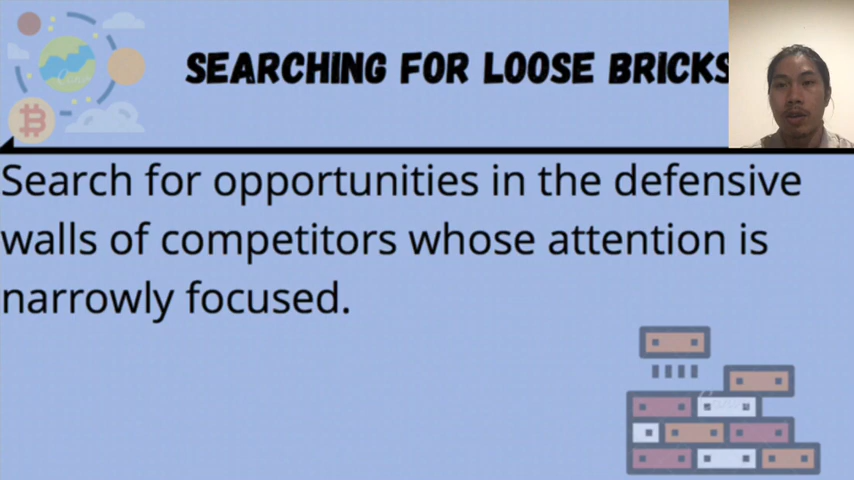 SEARCHING FOR LOOSE BRICKS
Search for opportunities in the defensive
walls of competitors whose attention is
narrowly focused.